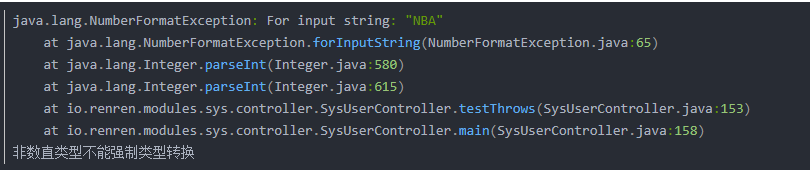 java.lang.NumberFormatException: For input string: "NBA"
at java.lang.NumberFormatException.forInputString(NumberFormatException.java:65)
at java.lang.Integer.parseInt(Integer.java:580)
at java.lang.Integer.parseInt(Integer.java:615)
at io.renren.modules.sys.controller.SysUserController.testThrows(SysUserController.java:153)
at io.renren.modules.sys.controller.SysUserController.main(SysUserController.java:158)
非数直类型不能强制类型转换